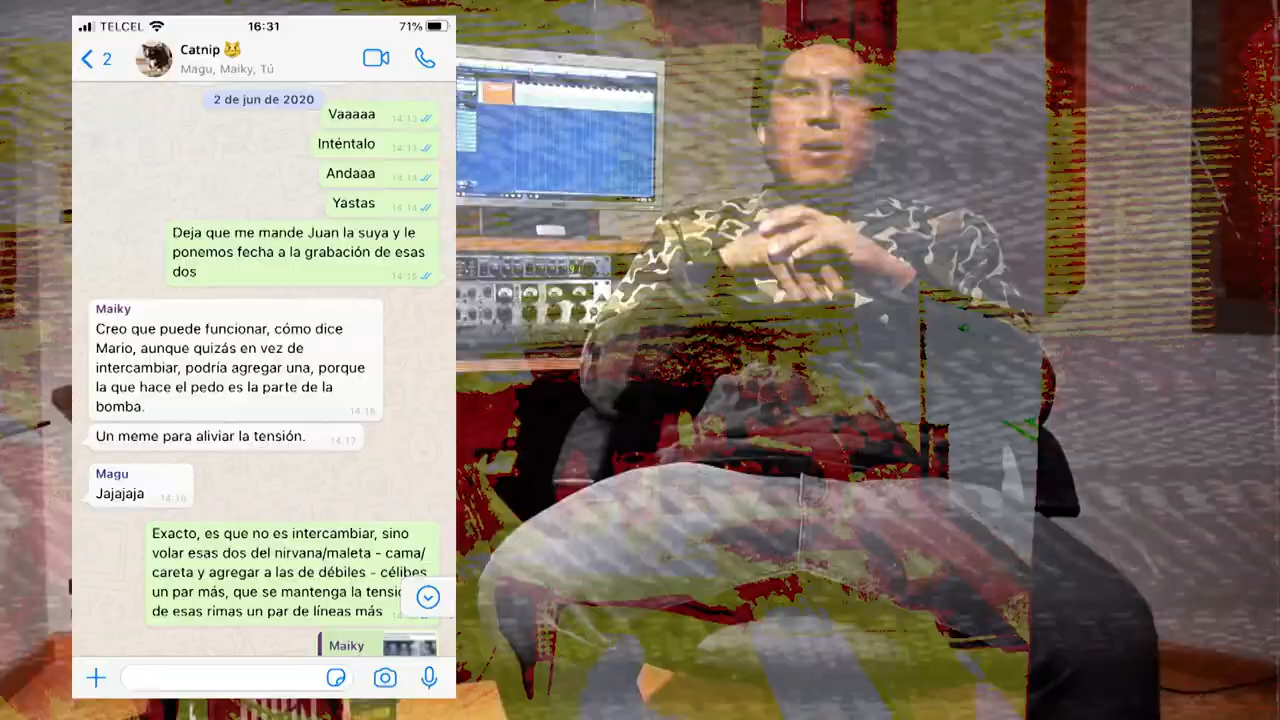 TELCEL 16:31 71%
2 Catnip 😼
Magu, Maiky, Tú
2 de jun de 2020
Vaaaaa 14:13
Inténtalo 14:13
Andaaa 14:14
Yastas 14:14
Deja que me mande Juan la suya y le
ponemos fecha a la grabación de esas
dos 14:15
Maiky
Creo que puede funcionar, cómo dice
Mario, aunque quizás en vez de
intercambiar, podría agregar una, porque
la que hace el pedo es la parte de la
bomba. 14:16
Un meme para aliviar la tensión. 14:17
Magu
Jajajaja 14:16
Exacto, es que no es intercambiar, sino
volar esas dos del nirvana/maleta - cama/
careta y agregar a las de débiles - célibes
un par más, que se mantenga la
de esas rimas un par de líneas más
Maiky